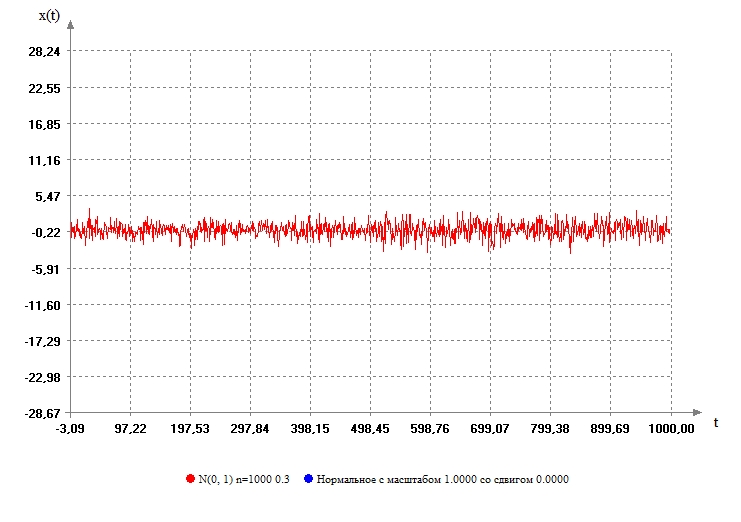 x(t)
28,24
22,55
16,85
11,16
5,47
-0,22
-5,91
-11,60
-17,29
-22,98
-28,67
-3,09 97,22 197,53 297,84 398,15 498,45 598,76 699,07 799,38 899,69 1000,00
t
N(0, 1) n=1000 0.3 Нормальное с масштабом 1.0000 со сдвигом 0.0000